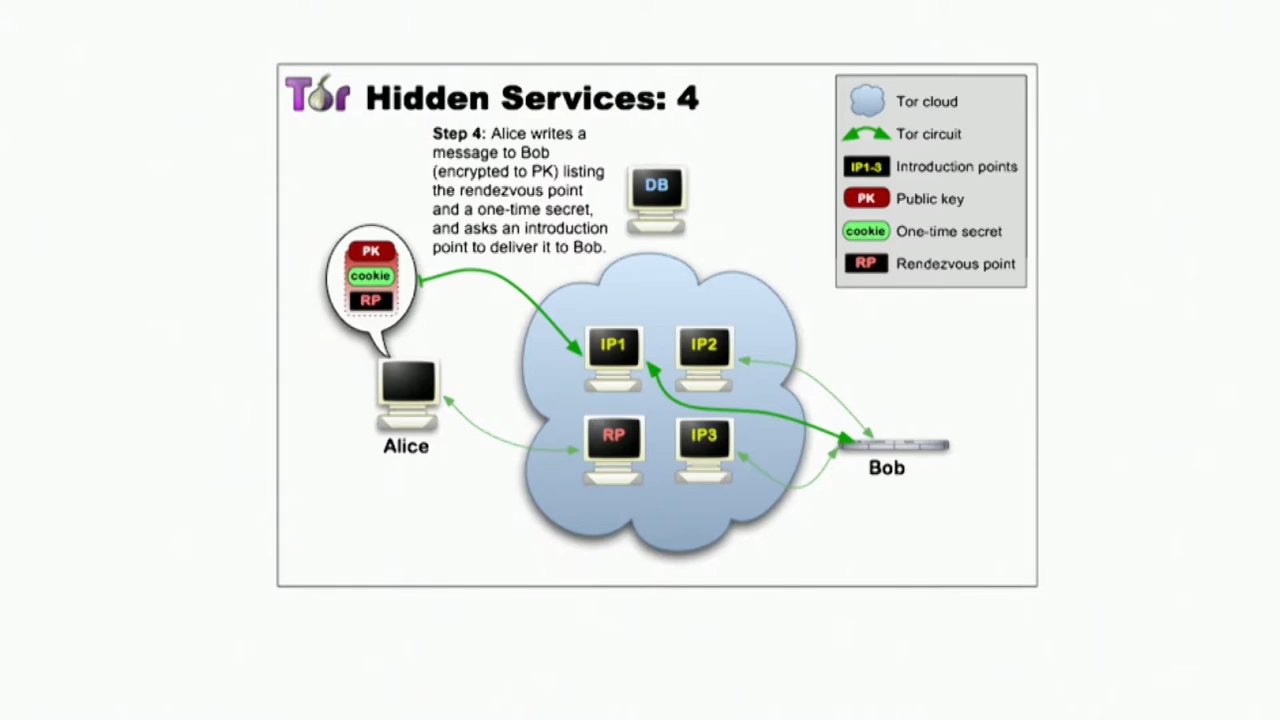 Tor Hidden Services: 4
Step 4: Alice writes a
message to Bob
(encrypted to PK) listing
the rendezvous point
and a one-time secret,
and asks an introduction
point to deliver it to Bob.
DB
Tor cloud
Tor circuit
IP1-3 Introduction points
PK Public key
cookie One-time secret
RP Rendezvous point
PK
cookie
RP
IP1 IP2
RP IP3
Alice
Bob